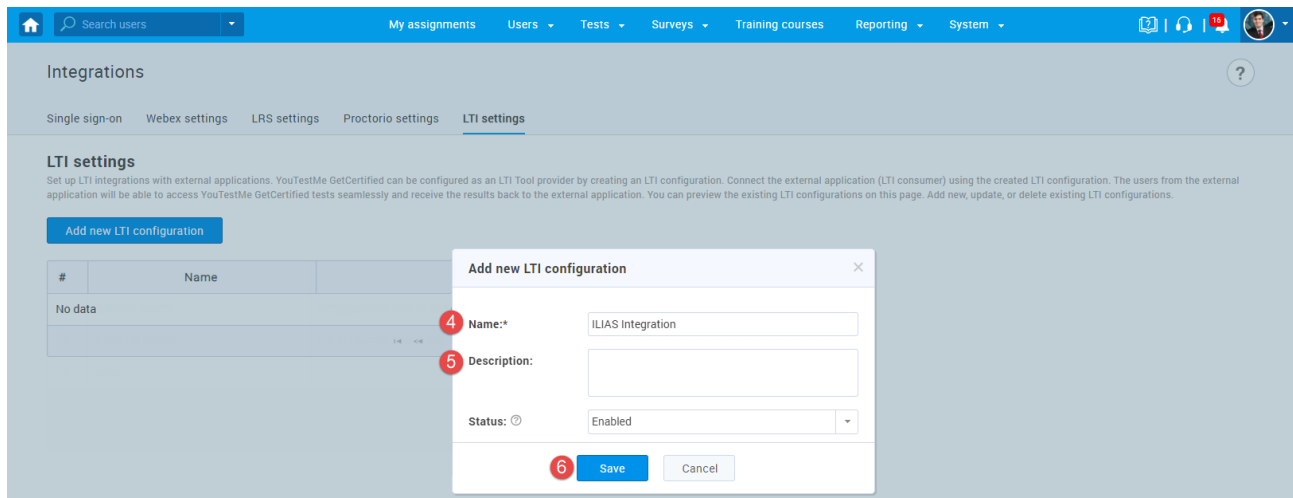 Search users
My assignments Users Tests Surveys Training courses Reporting System 16
Integrations
?
Single sign-on Webex settings LRS settings Proctorio settings LTI settings
LTI settings
Set up LTI integrations with external applications. YouTestMe GetCertified can be configured as an LTI Tool provider by creating an LTI configuration. Connect the external application (LTI consumer) using the created LTI configuration. The users from the external
application will be able to access YouTestMe GetCertified tests seamlessly and receive the results back to the external application. You can preview the existing LTI configurations on this page. Add new, update, or delete existing LTI configurations.
Add new LTI configuration
# Name
No data
Add new LTI configuration
4 Name:* ILIAS Integration
5 Description:
Status: ? Enabled
6 Save Cancel